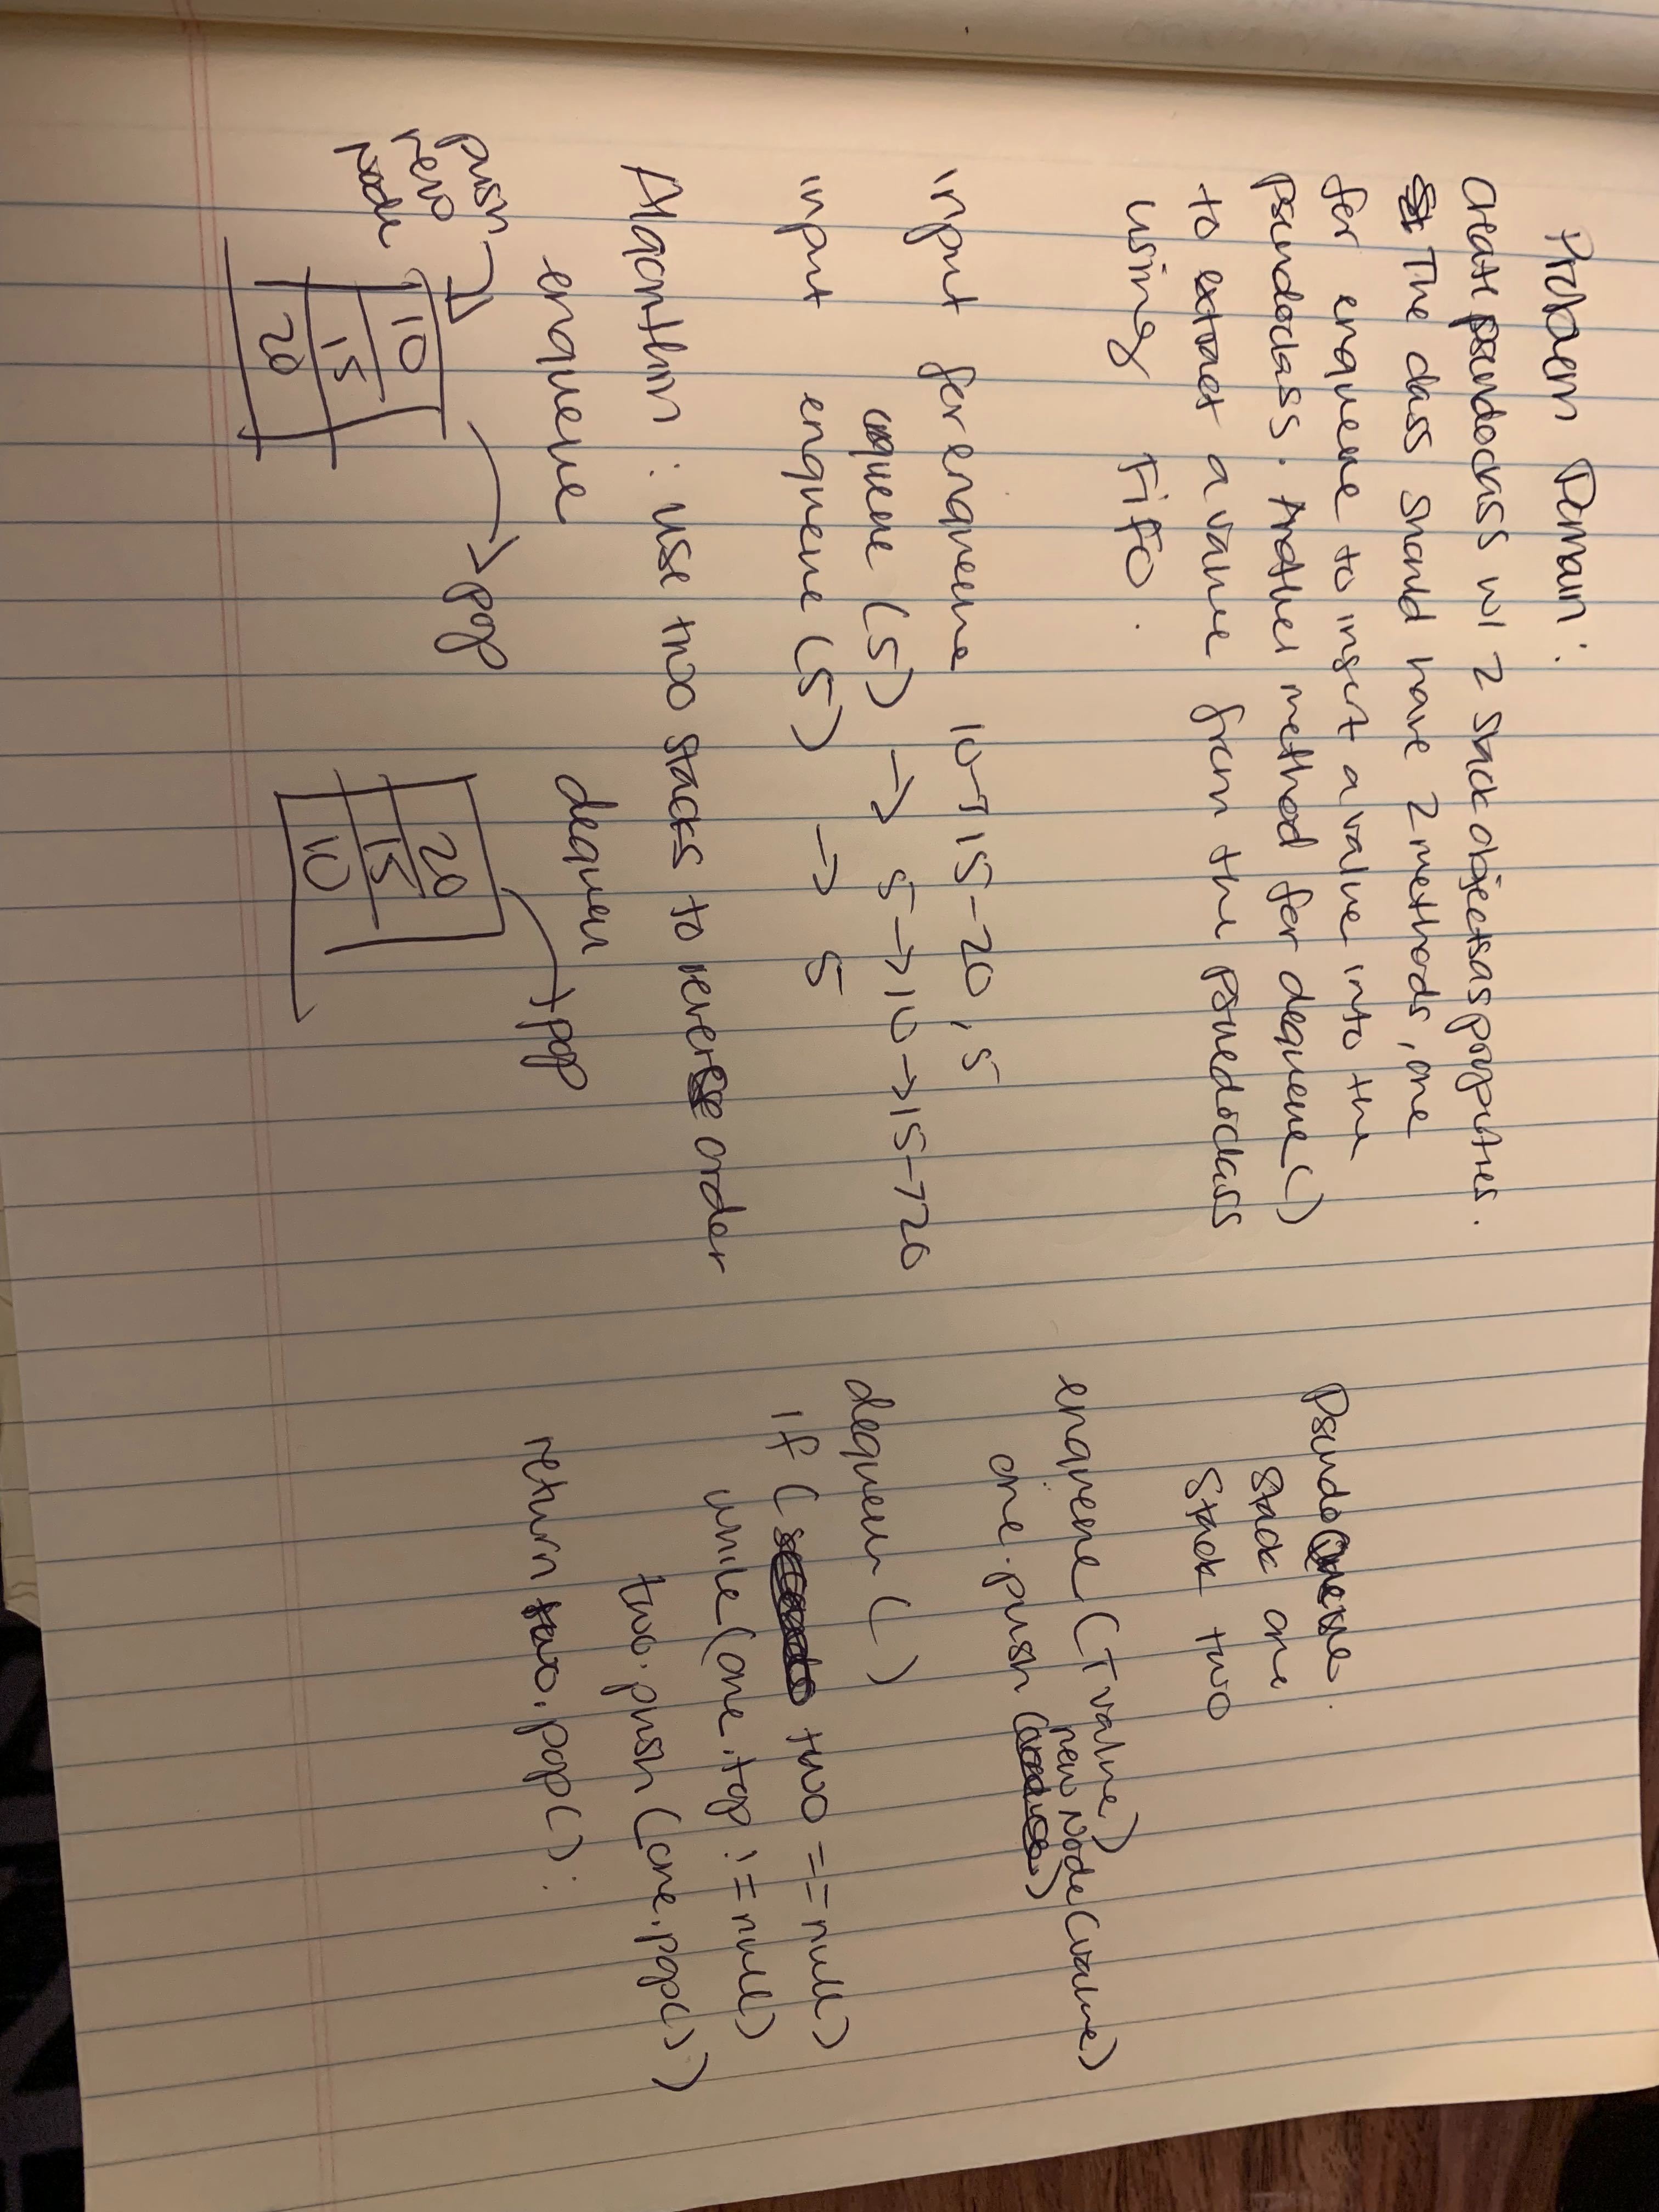 Problem Domain:
Create pseudoclass w/ 2 stack objects as properties.
The class should have 2 methods, one
for enqueue to insert a value into the
pseudoclass. Another method for dequeue()
to extract a value from the pseudoclass
using FIFO.
input for enqueue 10→15→20, 5
enqueue (5) → 5→10→15→20
input enqueue (5) → 5
Algorithm: use two stacks to reverse order
enqueue dequeu
push
new
node
10
15
20
pop
20
15
10
pop
Pseudo Queue:
Stack one
Stack two
enqueue (T value)
one.push (new Node(value)
)
dequeu ()
if ( two == null)
while (one.top != null)
two.push (one.pop())
return two.pop();